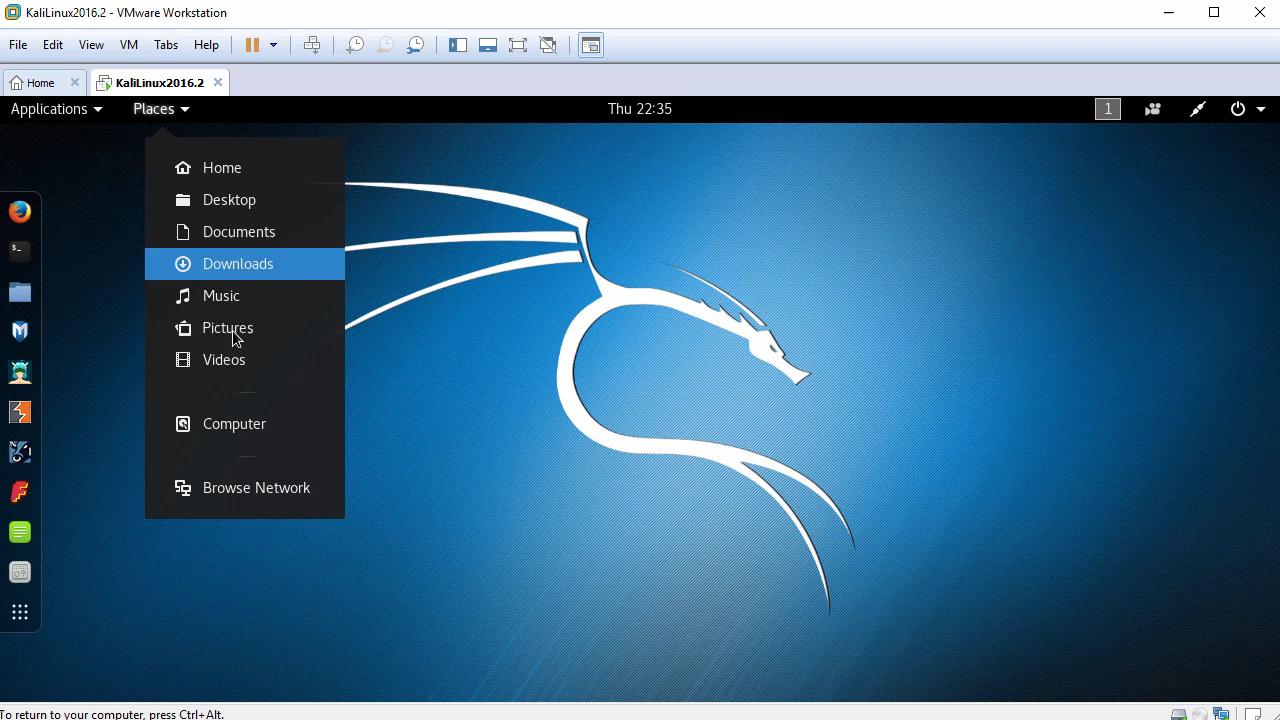 KaliLinux2016.2 - VMware Workstation
File Edit View VM Tabs Help
Home KaliLinux2016.2
Applications Places Thu 22:35 1
Home
Desktop
Documents
Downloads
Music
Pictures
Videos
Computer
Browse Network
To return to your computer, press Ctrl+Alt.